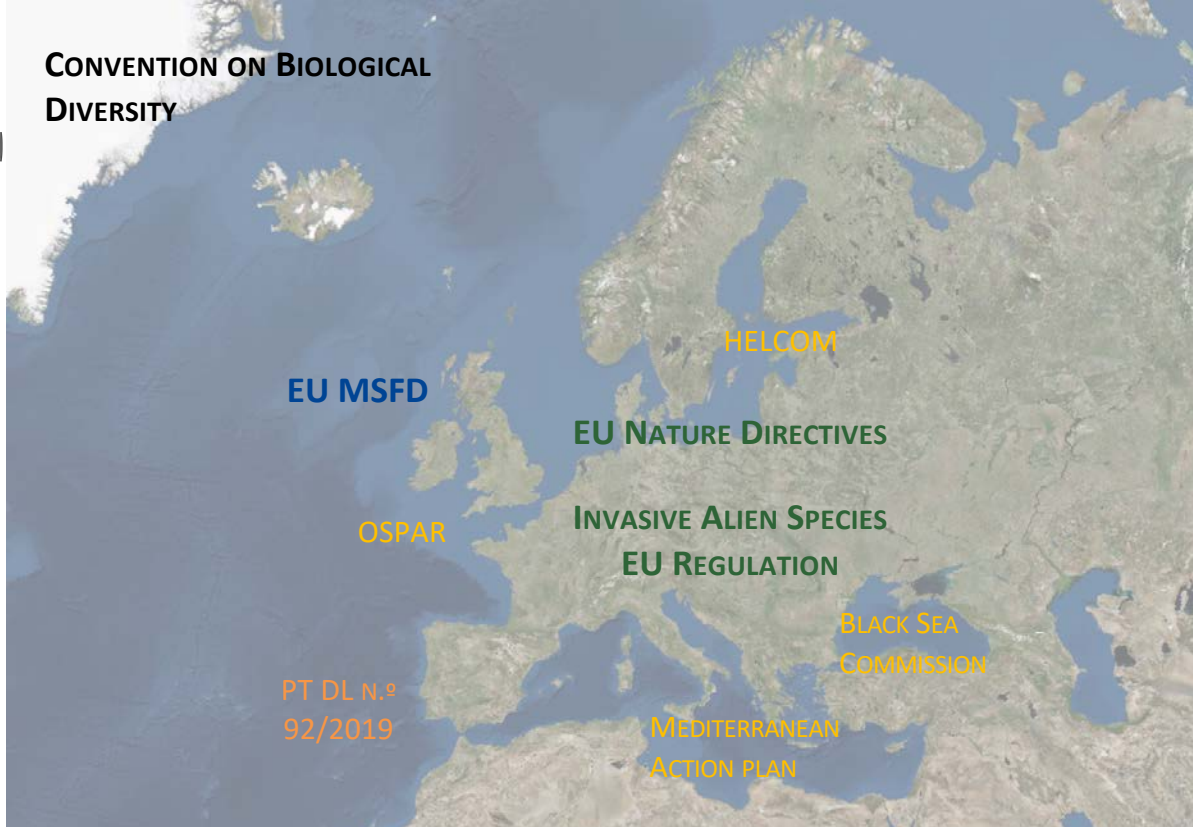 CONVENTION ON BIOLOGICAL
DIVERSITY
HELCOM
EU MSFD
EU NATURE DIRECTIVES
OSPAR
INVASIVE ALIEN SPECIES
EU REGULATION
BLACK SEA
COMMISSION
PT DL N.º
92/2019
MEDITERRANEAN
ACTION PLAN